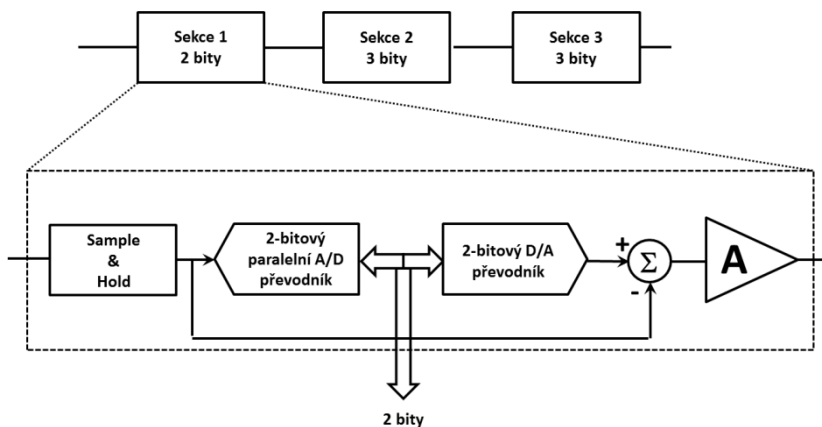 Sekce 1
2 bity
Sekce 2
3 bity
Sekce 3
3 bity
Sample
&
Hold
2-bitový
paralelní A/D
převodník
2-bitový D/A
převodník
+
Σ
-
A
2 bity